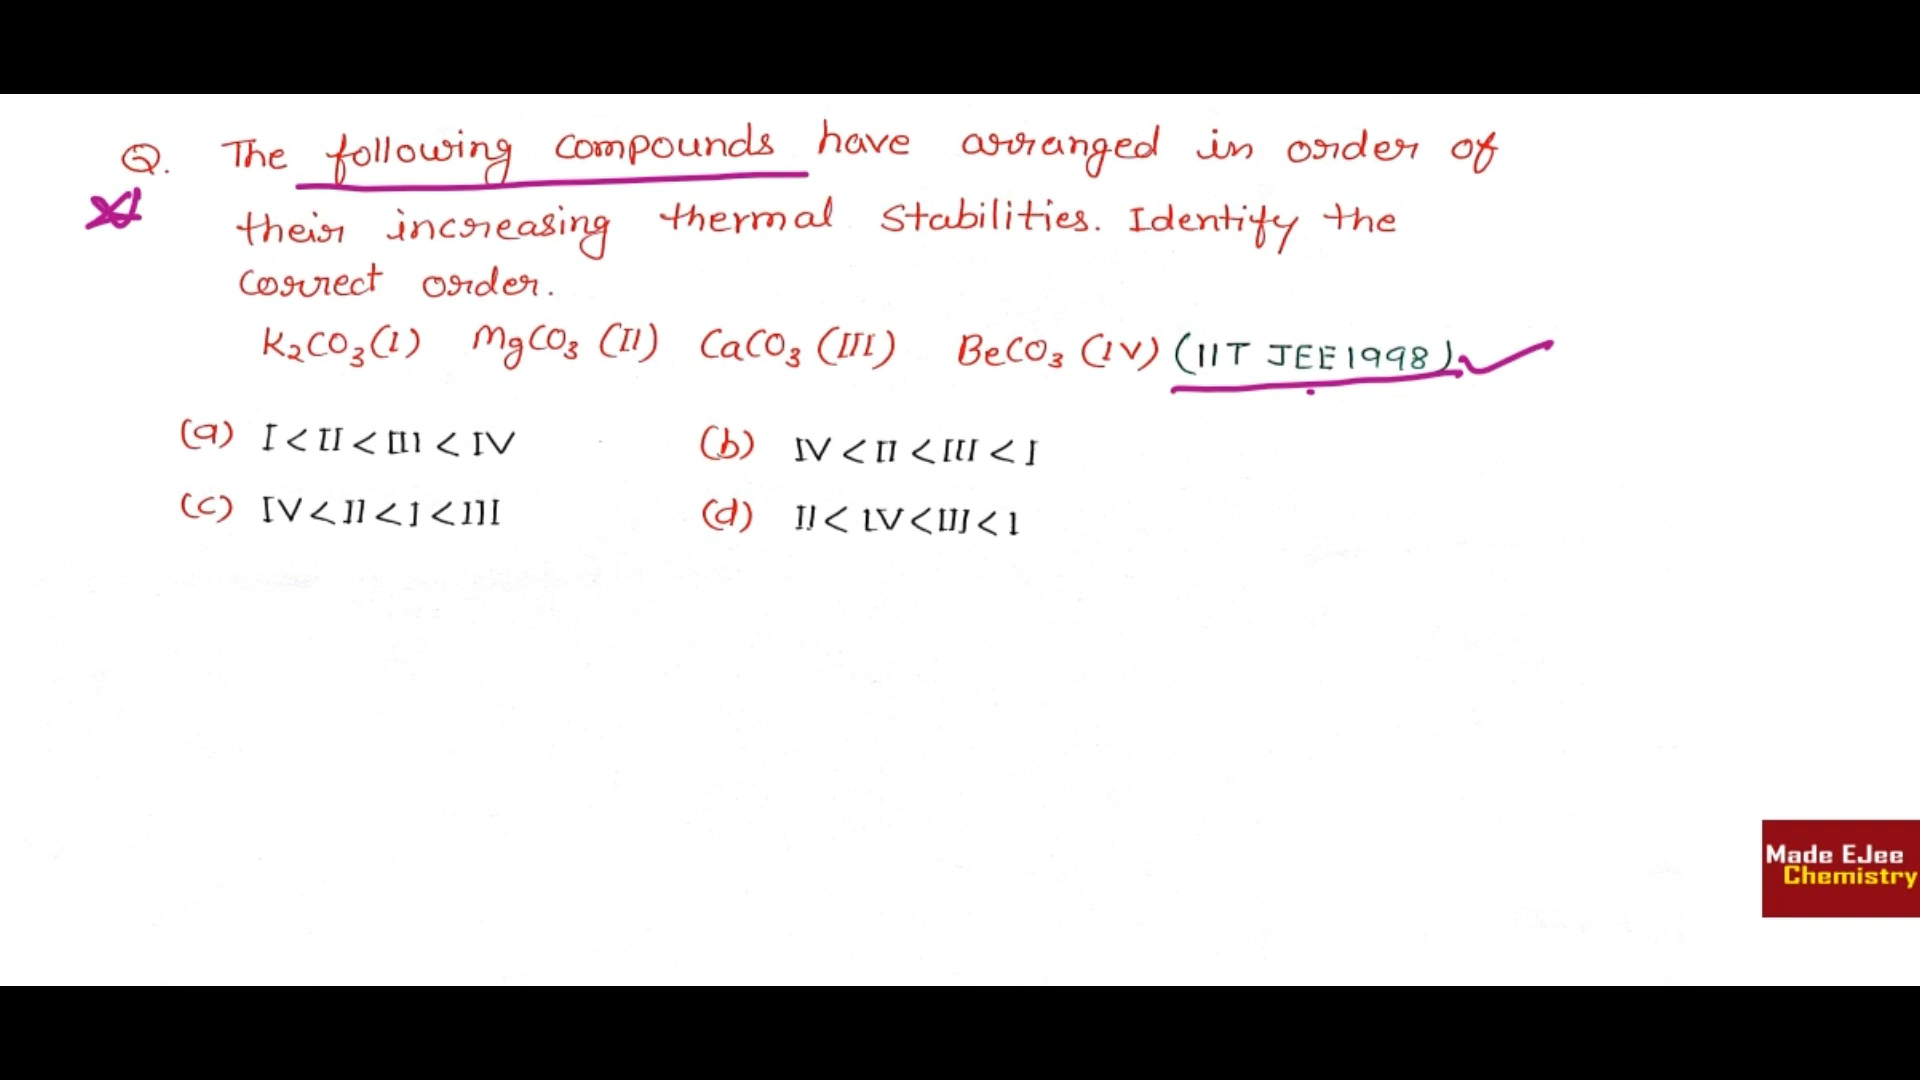 Q. The following compounds have arranged in order of
their increasing thermal stabilities. Identify the
correct order.
K₂CO₃(I) MgCO₃ (II) CaCO₃ (III) BeCO₃ (IV) (IIT JEE 1998)
(a) I < II < III < IV (b) IV < II < III < I
(c) IV < II < I < III (d) II < IV < III < I
Made EJee
Chemistry